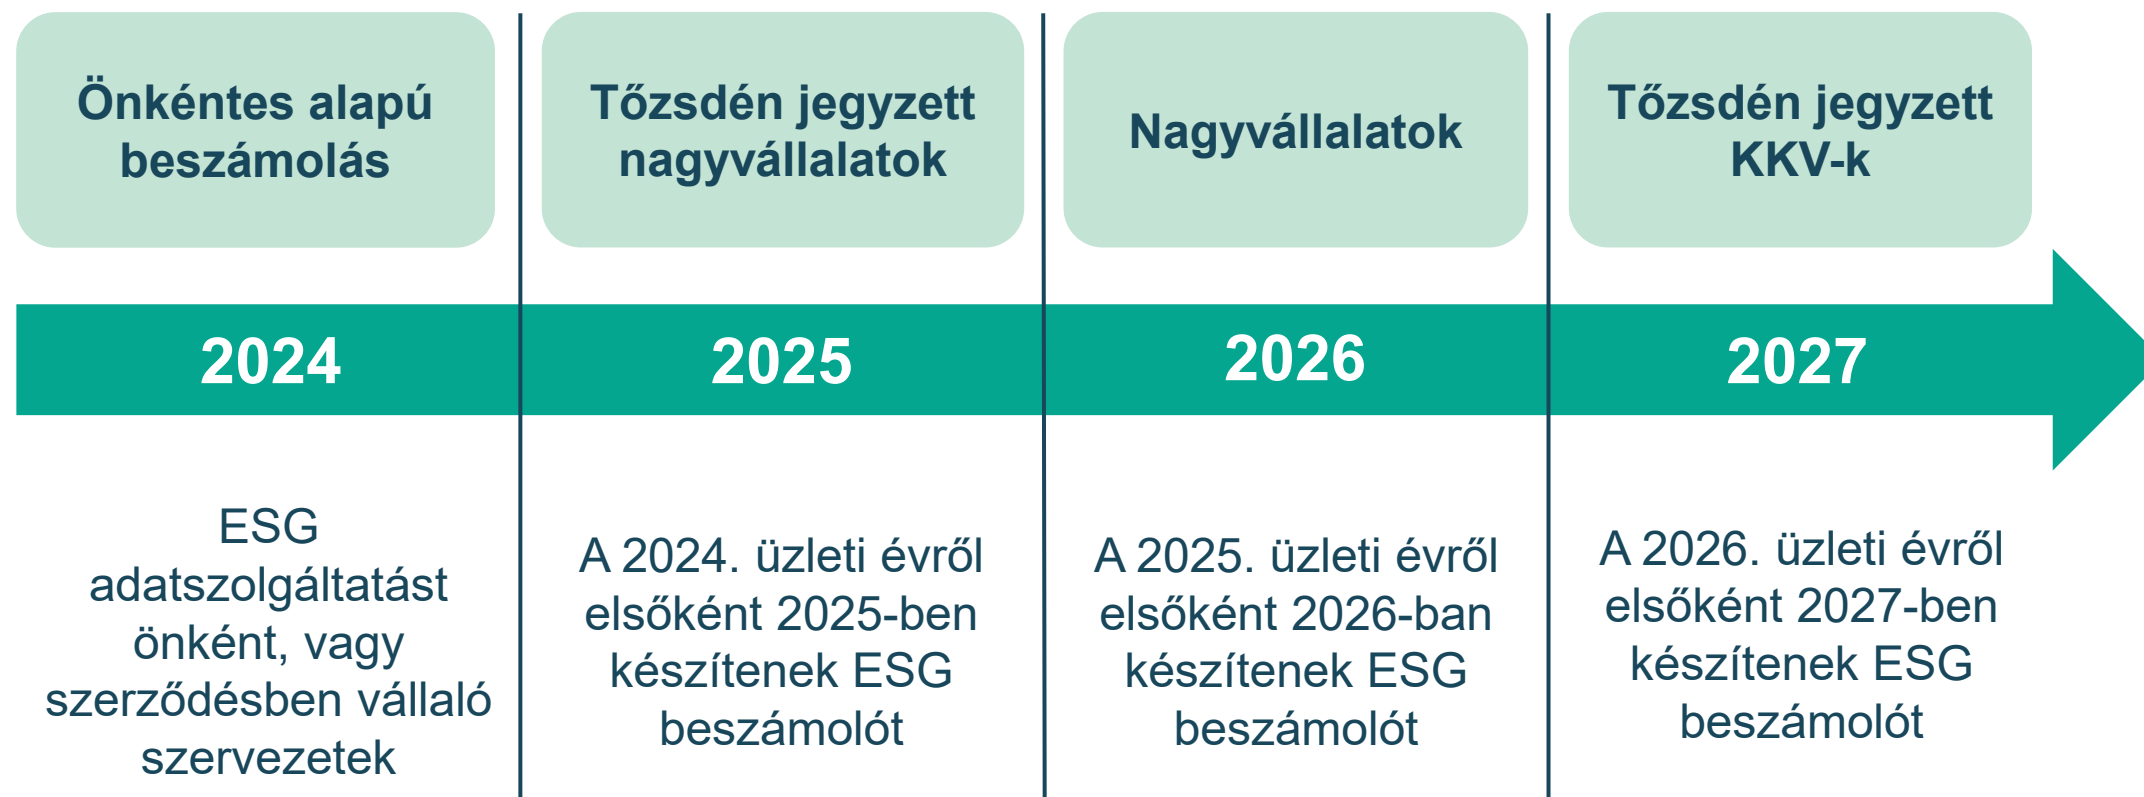 Önkéntes alapú
beszámolás
Tőzsdén jegyzett
nagyvállalatok
Nagyvállalatok
Tőzsdén jegyzett
KKV-k
2024
2025
2026
2027
ESG
adatszolgáltatást
önként, vagy
szerződésben vállaló
szervezetek
A 2024. üzleti évről
elsőként 2025-ben
készítenek ESG
beszámolót
A 2025. üzleti évről
elsőként 2026-ban
készítenek ESG
beszámolót
A 2026. üzleti évről
elsőként 2027-ben
készítenek ESG
beszámolót